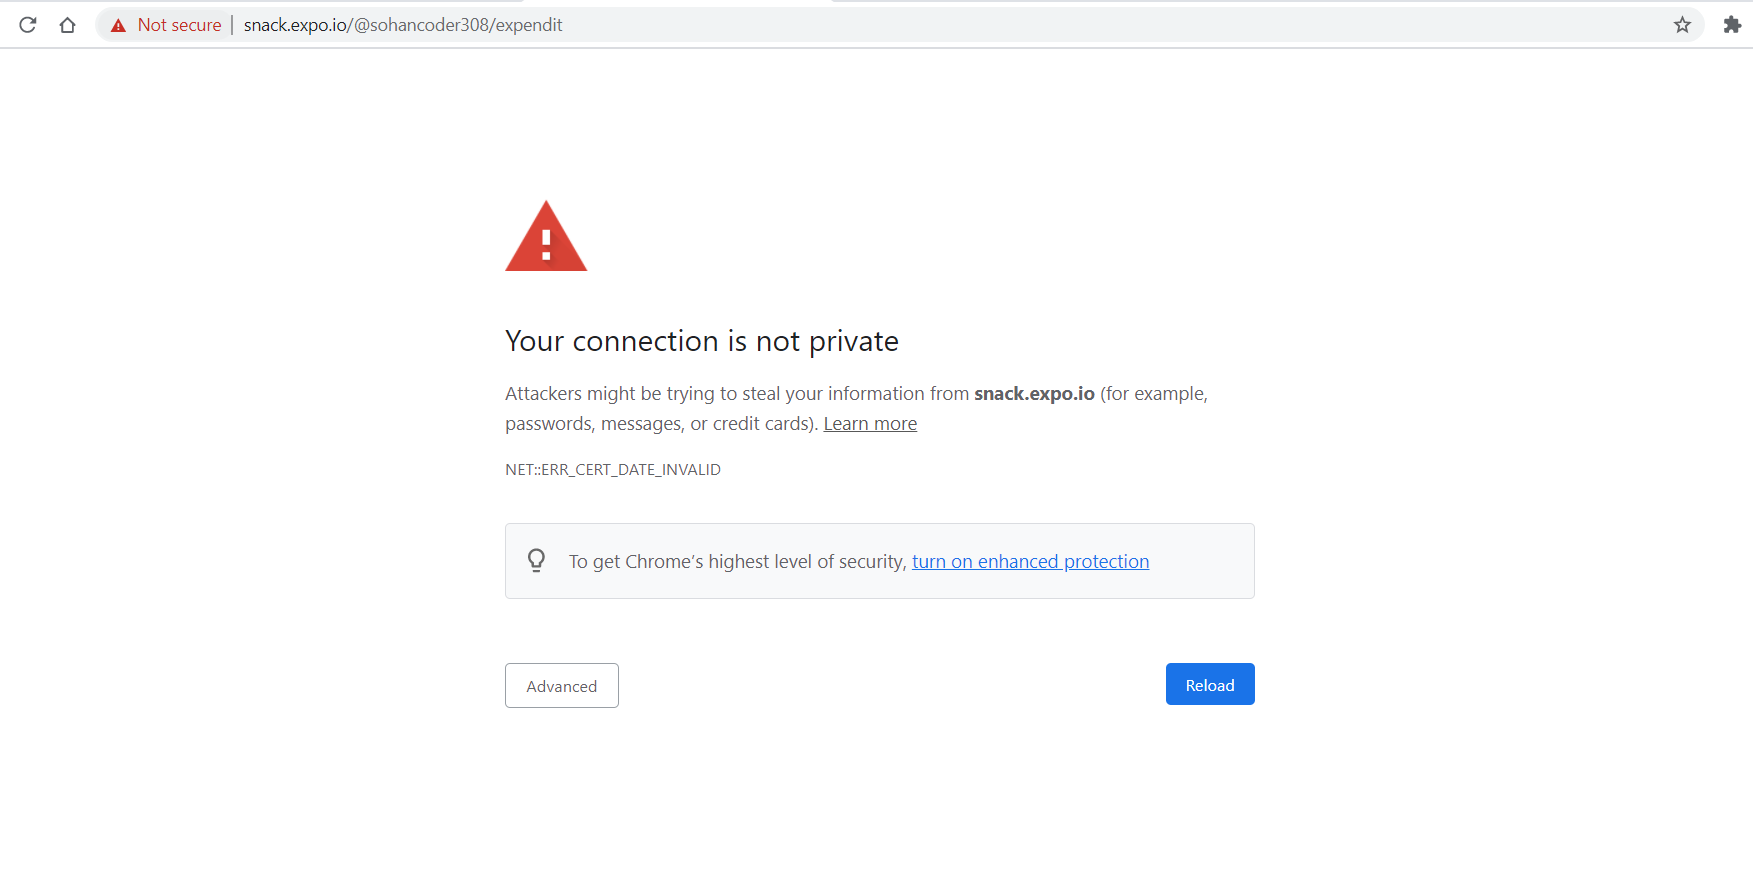 Not secure | snack.expo.io/@sohancoder308/expendit
Your connection is not private
Attackers might be trying to steal your information from snack.expo.io (for example,
passwords, messages, or credit cards). Learn more
NET::ERR_CERT_DATE_INVALID
To get Chrome’s highest level of security, turn on enhanced protection
Advanced
Reload